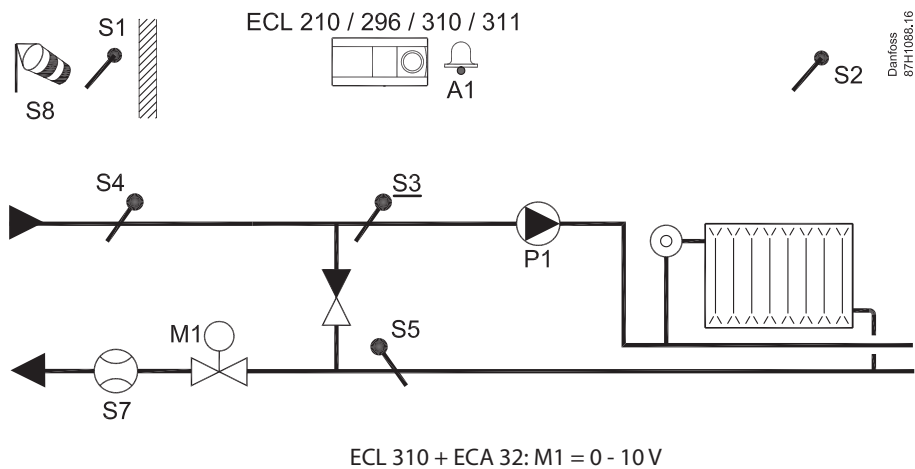 ECL 210 / 296 / 310 / 311
S1
S8
A1
S2
Danfoss
87H1088.16
S4
S3
P1
M1
S5
S7
ECL 310 + ECA 32: M1 = 0 - 10 V